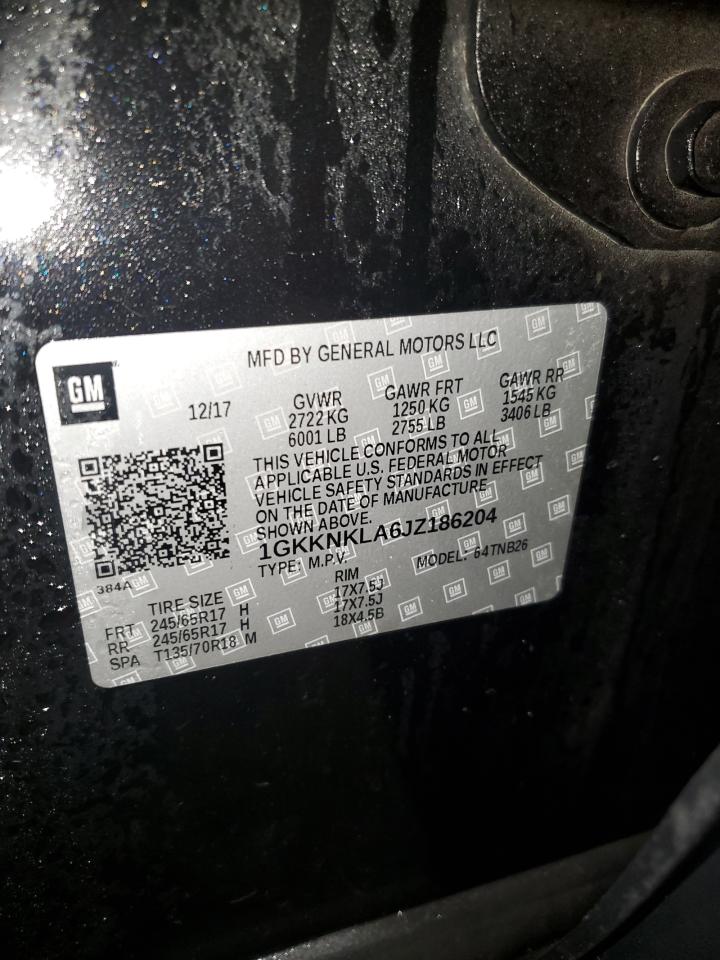 MFD BY GENERAL MOTORS LLC
GM
12/17
GVWR GAWR FRT GAWR RR
2722 KG 1250 KG 1545 KG
6001 LB 2755 LB 3406 LB
THIS VEHICLE CONFORMS TO ALL
APPLICABLE U.S. FEDERAL MOTOR
VEHICLE SAFETY STANDARDS IN EFFECT
ON THE DATE OF MANUFACTURE
SHOWN ABOVE.
1GKKNKLA6JZ186204
TYPE: M.P.V. MODEL: 64TNB26
384A
TIRE SIZE RIM
FRT 245/65R17 H 17X7.5J
RR 245/65R17 H 17X7.5J
SPA T135/70R18 M 18X4.5B